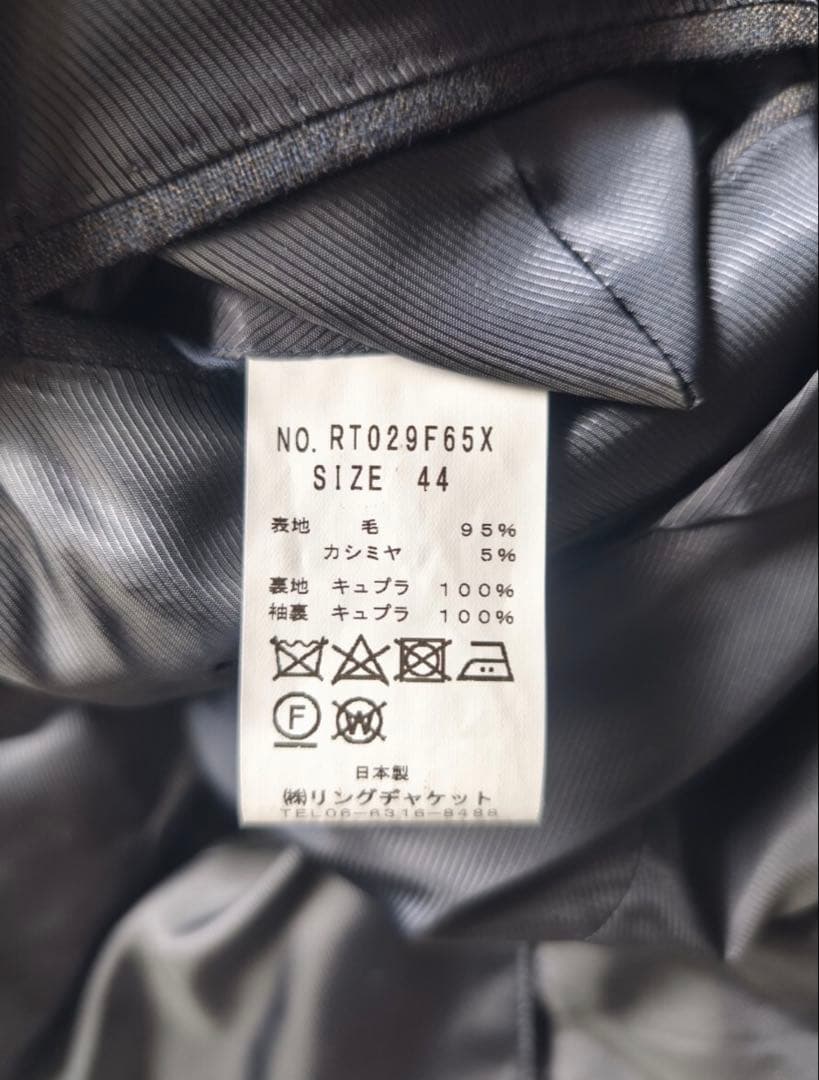 NO. RT029F65X
SIZE 44
表地 毛 95%
カシミヤ 5%
裏地 キュプラ 100%
袖裏 キュプラ 100%
F W
日本製
㈱リングヂャケット
TEL06-6316-8488